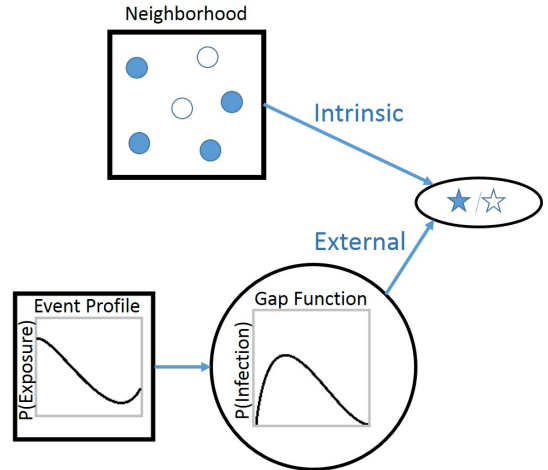 Neighborhood
Intrinsic
External
Event Profile
P(Exposure)
Gap Function
P(Infection)